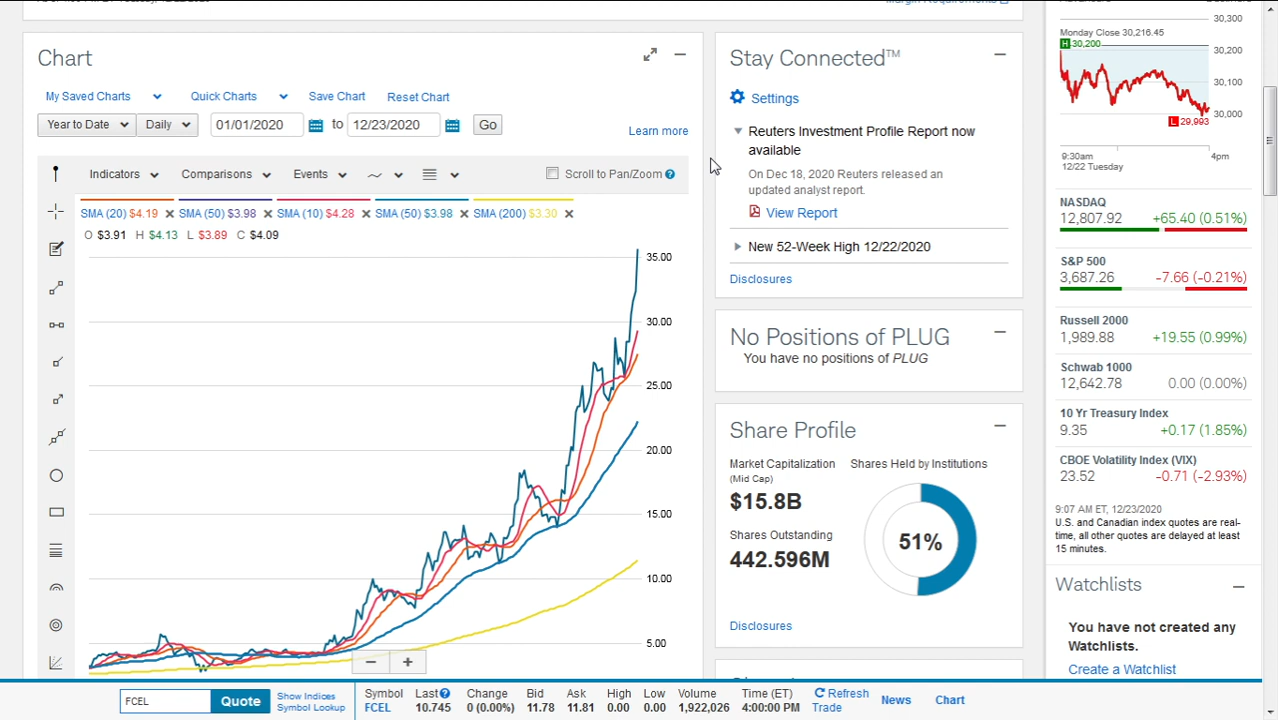 Chart
My Saved Charts Quick Charts Save Chart Reset Chart
Year to Date Daily 01/01/2020 to 12/23/2020 Go
Learn more
Indicators Comparisons Events Scroll to Pan/Zoom ?
SMA (20) $4.19 SMA (50) $3.98 SMA (10) $4.28 SMA (50) $3.98 SMA (200) $3.30
O $3.91 H $4.13 L $3.89 C $4.09
35.00
30.00
25.00
20.00
15.00
10.00
5.00
Stay Connected™
Settings
Reuters Investment Profile Report now
available
On Dec 18, 2020 Reuters released an
updated analyst report.
View Report
New 52-Week High 12/22/2020
Disclosures
No Positions of PLUG
You have no positions of PLUG
Share Profile
Market Capitalization
(Mid Cap)
$15.8B
Shares Outstanding
442.596M
Shares Held by Institutions
51%
Disclosures
30,300
Monday Close 30,216.45
H 30,200
30,200
30,100
30,000
L 29,993
9:30am 4pm
12/22 Tuesday
NASDAQ
12,807.92 +65.40 (0.51%)
S&P 500
3,687.26 -7.66 (-0.21%)
Russell 2000
1,989.88 +19.55 (0.99%)
Schwab 1000
12,642.78 0.00 (0.00%)
10 Yr Treasury Index
9.35 +0.17 (1.85%)
CBOE Volatility Index (VIX)
23.52 -0.71 (-2.93%)
9:07 AM ET, 12/23/2020
U.S. and Canadian index quotes are real-
time, all other quotes are delayed at least
15 minutes.
Watchlists
You have not created any
Watchlists.
Create a Watchlist
FCEL Quote
Show Indices
Symbol Lookup
Symbol Last? Change Bid Ask High Low Volume Time (ET) Refresh
FCEL 10.745 0 (0.00%) 11.78 11.81 0.00 0.00 1,922,026 4:00:00 PM Trade
News Chart